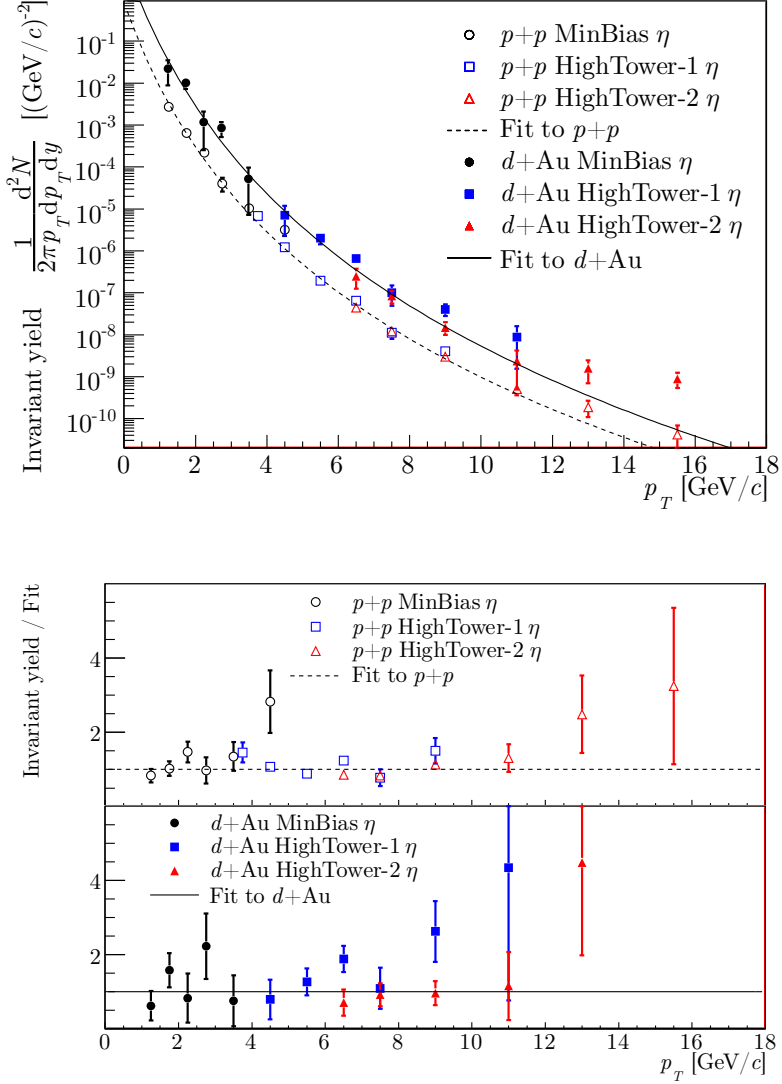 p+p MinBias η
p+p HighTower-1 η
p+p HighTower-2 η
Fit to p+p
d+Au MinBias η
d+Au HighTower-1 η
d+Au HighTower-2 η
Fit to d+Au
Invariant yield 1/(2πp_T) d²N/(dp_T dy) [(GeV/c)⁻²]
10⁻¹
10⁻²
10⁻³
10⁻⁴
10⁻⁵
10⁻⁶
10⁻⁷
10⁻⁸
10⁻⁹
10⁻¹⁰
0 2 4 6 8 10 12 14 16 18
p_T [GeV/c]
Invariant yield / Fit
p+p MinBias η
p+p HighTower-1 η
p+p HighTower-2 η
Fit to p+p
4
2
d+Au MinBias η
d+Au HighTower-1 η
d+Au HighTower-2 η
Fit to d+Au
4
2
0 2 4 6 8 10 12 14 16 18
p_T [GeV/c]